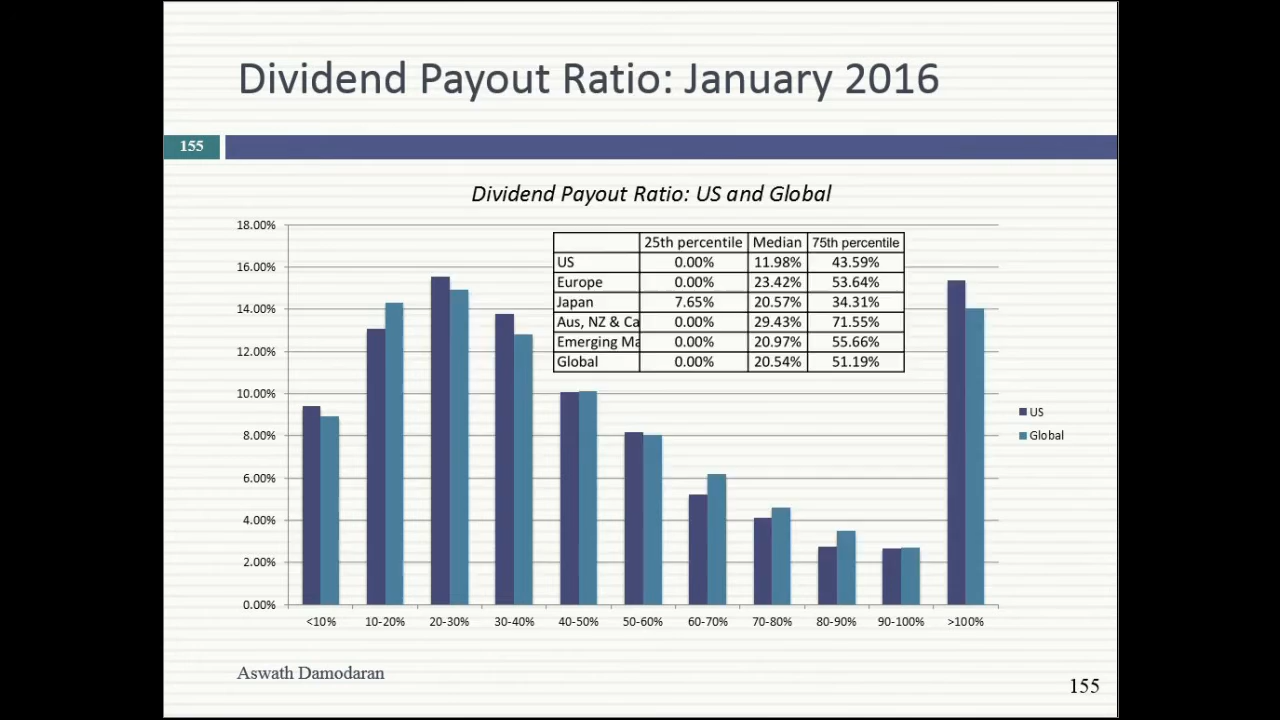 Dividend Payout Ratio: January 2016
155
Dividend Payout Ratio: US and Global
18.00%
16.00%
14.00%
12.00%
10.00%
8.00%
6.00%
4.00%
2.00%
0.00%
25th percentile Median 75th percentile
US 0.00% 11.98% 43.59%
Europe 0.00% 23.42% 53.64%
Japan 7.65% 20.57% 34.31%
Aus, NZ & Ca 0.00% 29.43% 71.55%
Emerging Ma 0.00% 20.97% 55.66%
Global 0.00% 20.54% 51.19%
US
Global
<10% 10-20% 20-30% 30-40% 40-50% 50-60% 60-70% 70-80% 80-90% 90-100% >100%
Aswath Damodaran
155